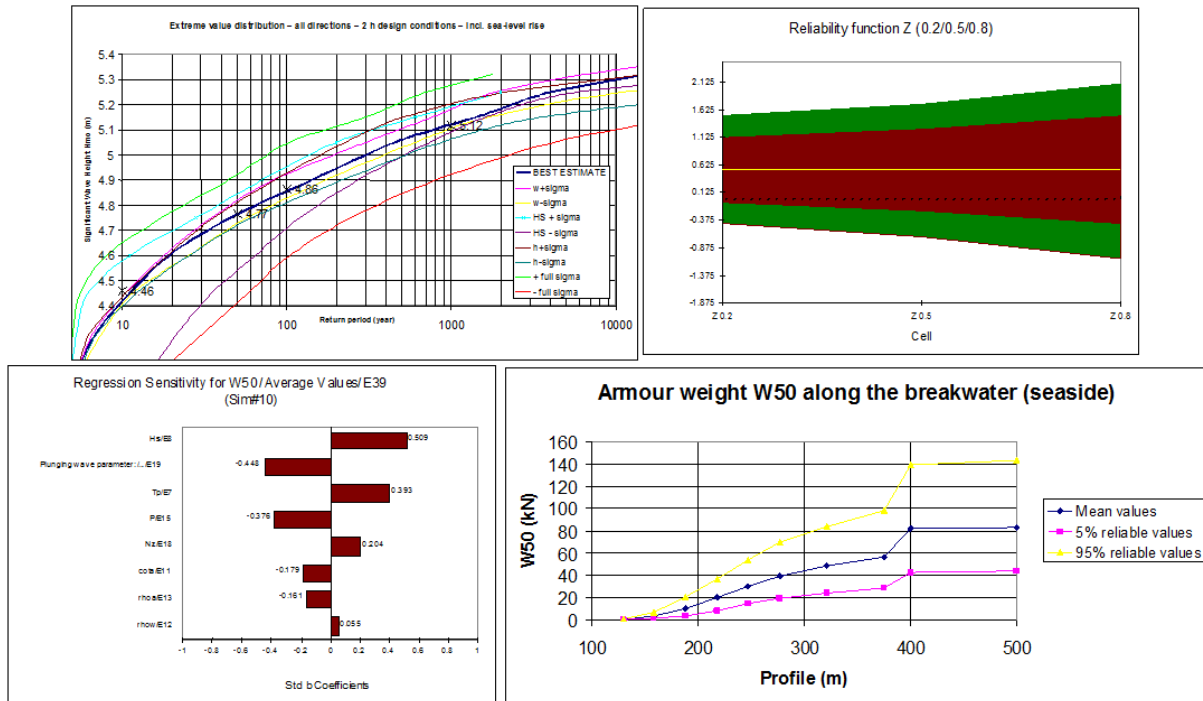 Extreme value distribution – all directions – 2 h design conditions – Incl. sea-level rise
Significant Wave Height Hmo (m)
5.4
5.3
5.2
5.1
5
4.9
4.8
4.7
4.6
4.5
4.4
4.46
4.77
4.86
5.12
BEST ESTIMATE
w+sigma
w-sigma
HS + sigma
HS - sigma
h+sigma
h-sigma
+ full sigma
- full sigma
10
100
1000
10000
Return period (year)
Reliability function Z (0.2/0.5/0.8)
2.125
1.625
1.125
0.625
0.125
-0.375
-0.875
-1.375
-1.875
Z 0.2
Z 0.5
Z 0.8
Cell
Regression Sensitivity for W50/Average Values/E39
(Sim#10)
Hs/E8
0.509
Plunging wave parameter: /.../E19
-0.448
Tp/E7
0.393
P/E15
-0.376
Nz/E18
0.204
cota/E11
-0.179
rhoa/E13
-0.161
rhow/E12
0.055
-1
-0.8
-0.6
-0.4
-0.2
0
0.2
0.4
0.6
0.8
1
Std b Coefficients
Armour weight W50 along the breakwater (seaside)
W50 (kN)
160
140
120
100
80
60
40
20
0
100
200
300
400
500
Profile (m)
Mean values
5% reliable values
95% reliable values